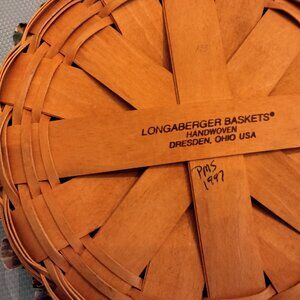 LONGABERGER BASKETS®
HANDWOVEN
DRESDEN, OHIO USA
PMS
1997